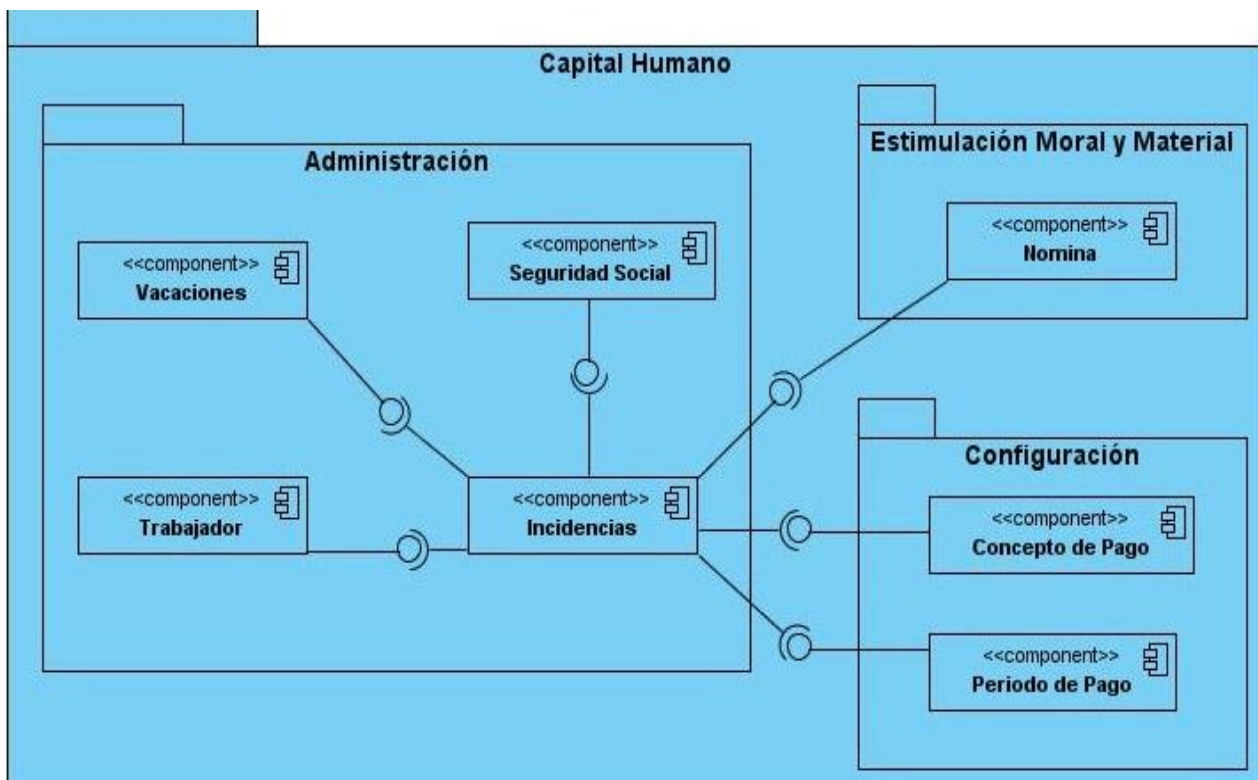 Capital Humano
Administración
<<component>>
Vacaciones
<<component>>
Seguridad Social
<<component>>
Trabajador
<<component>>
Incidencias
Estimulación Moral y Material
<<component>>
Nomina
Configuración
<<component>>
Concepto de Pago
<<component>>
Periodo de Pago